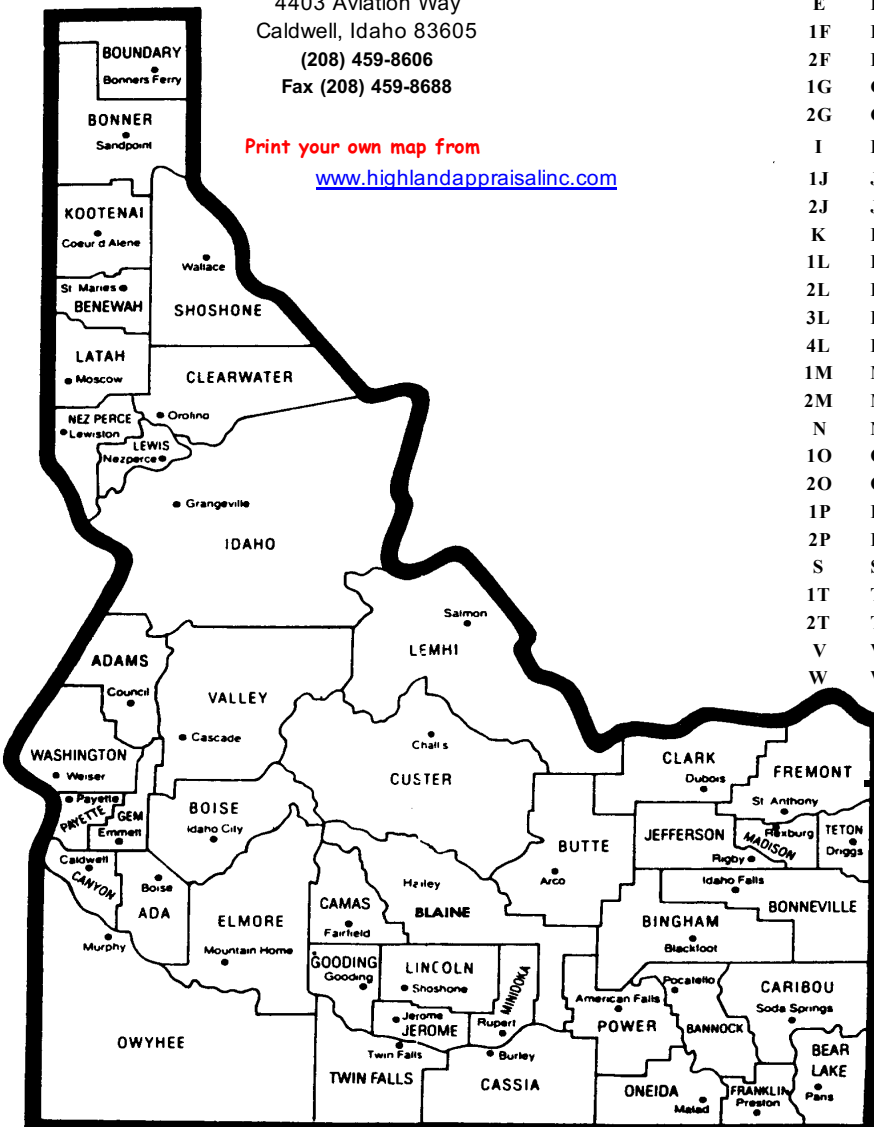 4403 Aviation Way
Caldwell, Idaho 83605
(208) 459-8606
Fax (208) 459-8688
Print your own map from
www.highlandappraisalinc.com
E
1F
2F
1G
2G
I
1J
2J
K
1L
2L
3L
4L
1M
2M
N
1O
2O
1P
2P
S
1T
2T
V
W
BOUNDARY
Bonners Ferry
BONNER
Sandpoint
KOOTENAI
Coeur d Alene
Wallace
St Maries
BENEWAH
SHOSHONE
LATAH
Moscow
CLEARWATER
NEZ PERCE
Lewiston
Orofino
LEWIS
Nezperce
Grangeville
IDAHO
Salmon
LEMHI
ADAMS
Council
VALLEY
Cascade
Challis
CUSTER
WASHINGTON
Weiser
CLARK
Dubois
FREMONT
St Anthony
Payette
PAYETTE
GEM
Emmett
BOISE
Idaho City
BUTTE
Arco
JEFFERSON
Rigby
MADISON
Rexburg
TETON
Driggs
Caldwell
CANYON
Boise
ADA
Hailey
BLAINE
Idaho Falls
BONNEVILLE
ELMORE
Mountain Home
CAMAS
Fairfield
BINGHAM
Blackfoot
Murphy
GOODING
Gooding
LINCOLN
Shoshone
MINIDOKA
Pocatello
American Falls
POWER
BANNOCK
CARIBOU
Soda Springs
Jerome
JEROME
Rupert
OWYHEE
Twin Falls
TWIN FALLS
Burley
CASSIA
ONEIDA
Malad
FRANKLIN
Preston
BEAR
LAKE
Paris